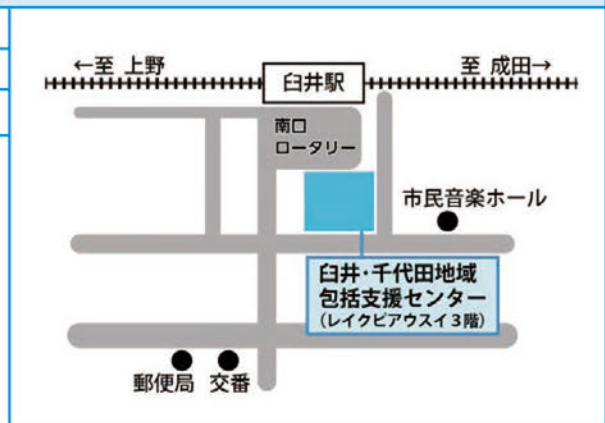 ←至 上野
臼井駅
至 成田→
南口
ロータリー
市民音楽ホール
臼井・千代田地域
包括支援センター
(レイクピアウスイ3階)
郵便局
交番